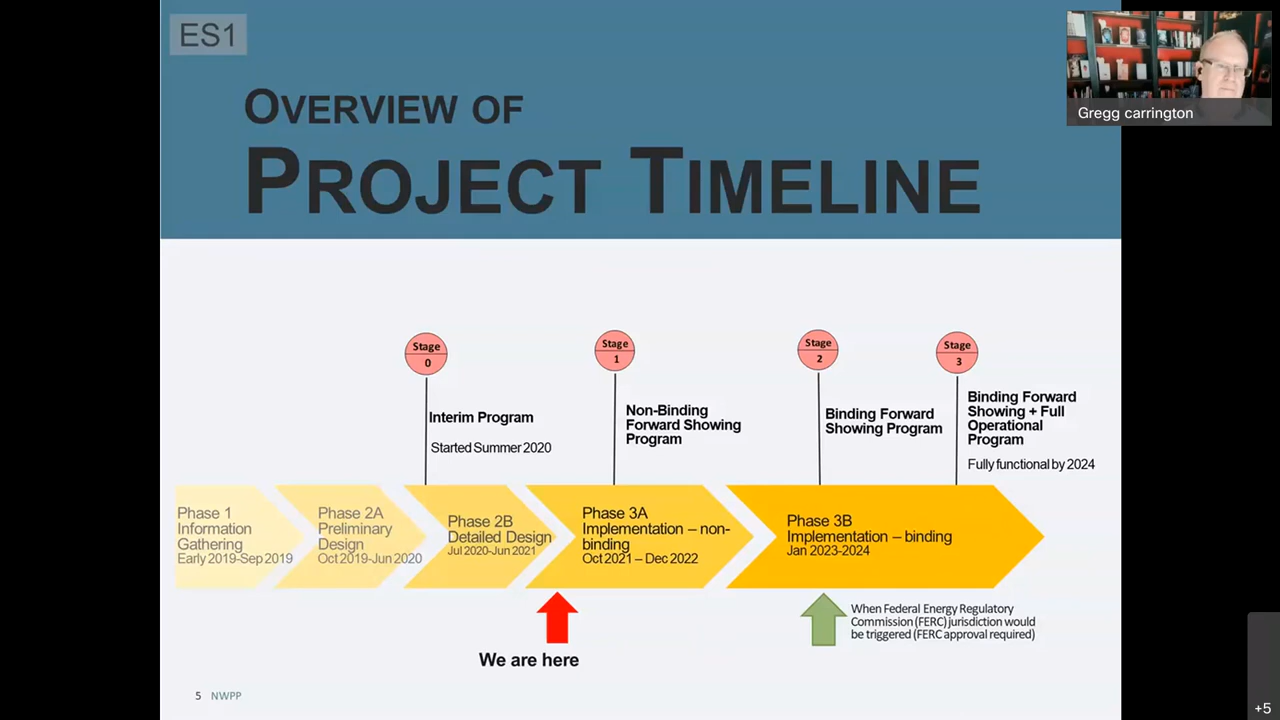 ES1
OVERVIEW OF
PROJECT TIMELINE
Gregg carrington
Stage
0
Stage
1
Stage
2
Stage
3
Interim Program
Started Summer 2020
Non-Binding
Forward Showing
Program
Binding Forward
Showing Program
Binding Forward
Showing + Full
Operational
Program
Fully functional by 2024
Phase 1
Information
Gathering
Early 2019-Sep 2019
Phase 2A
Preliminary
Design
Oct 2019-Jun 2020
Phase 2B
Detailed Design
Jul 2020-Jun 2021
Phase 3A
Implementation – non-
binding
Oct 2021 – Dec 2022
Phase 3B
Implementation – binding
Jan 2023-2024
We are here
When Federal Energy Regulatory
Commission (FERC) jurisdiction would
be triggered (FERC approval required)
5 NWPP
+5